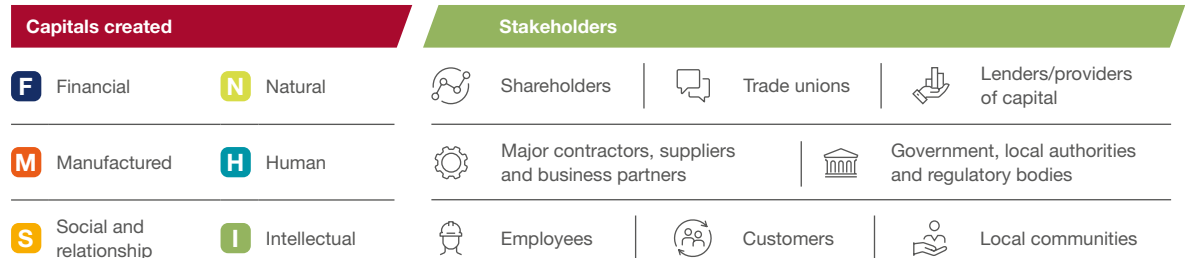 Capitals created
Stakeholders
F Financial
N Natural
Shareholders
Trade unions
Lenders/providers
of capital
M Manufactured
H Human
Major contractors, suppliers
and business partners
Government, local authorities
and regulatory bodies
S Social and
relationship
I Intellectual
Employees
Customers
Local communities